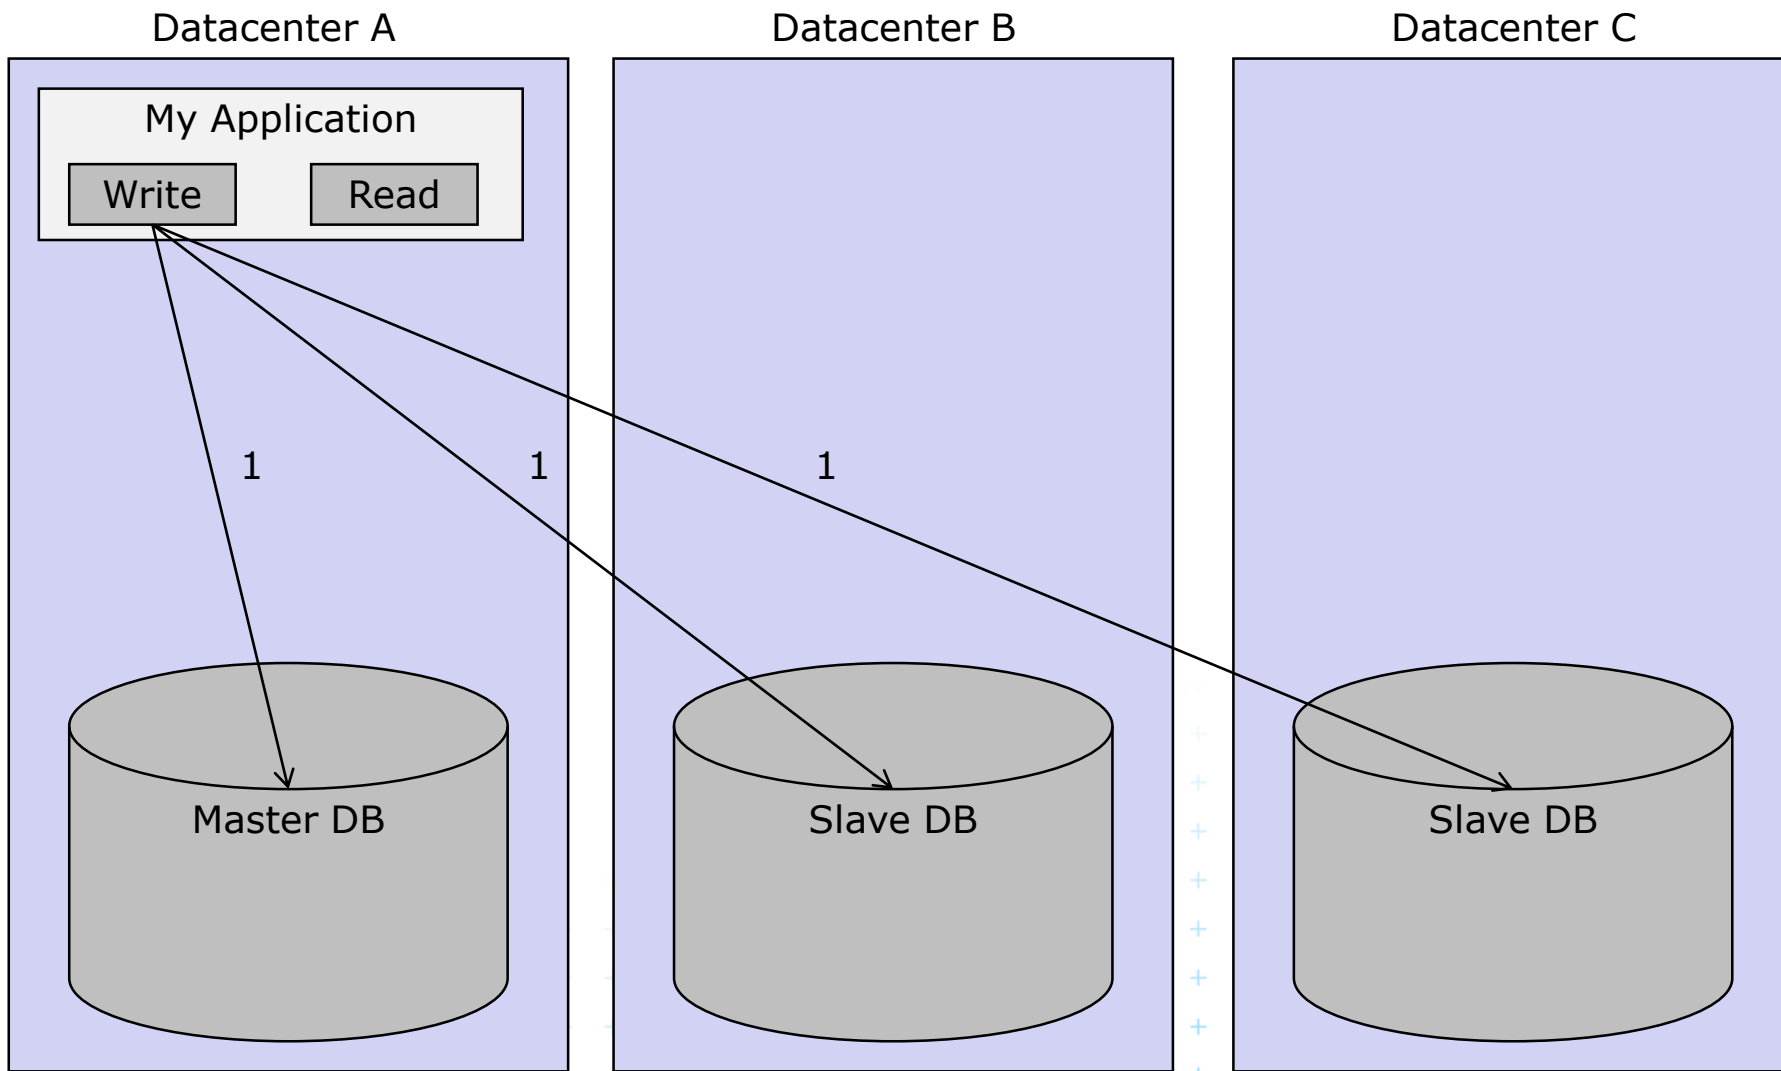 Datacenter A
Datacenter B
Datacenter C
My Application
Write
Read
1
1
1
Master DB
Slave DB
Slave DB